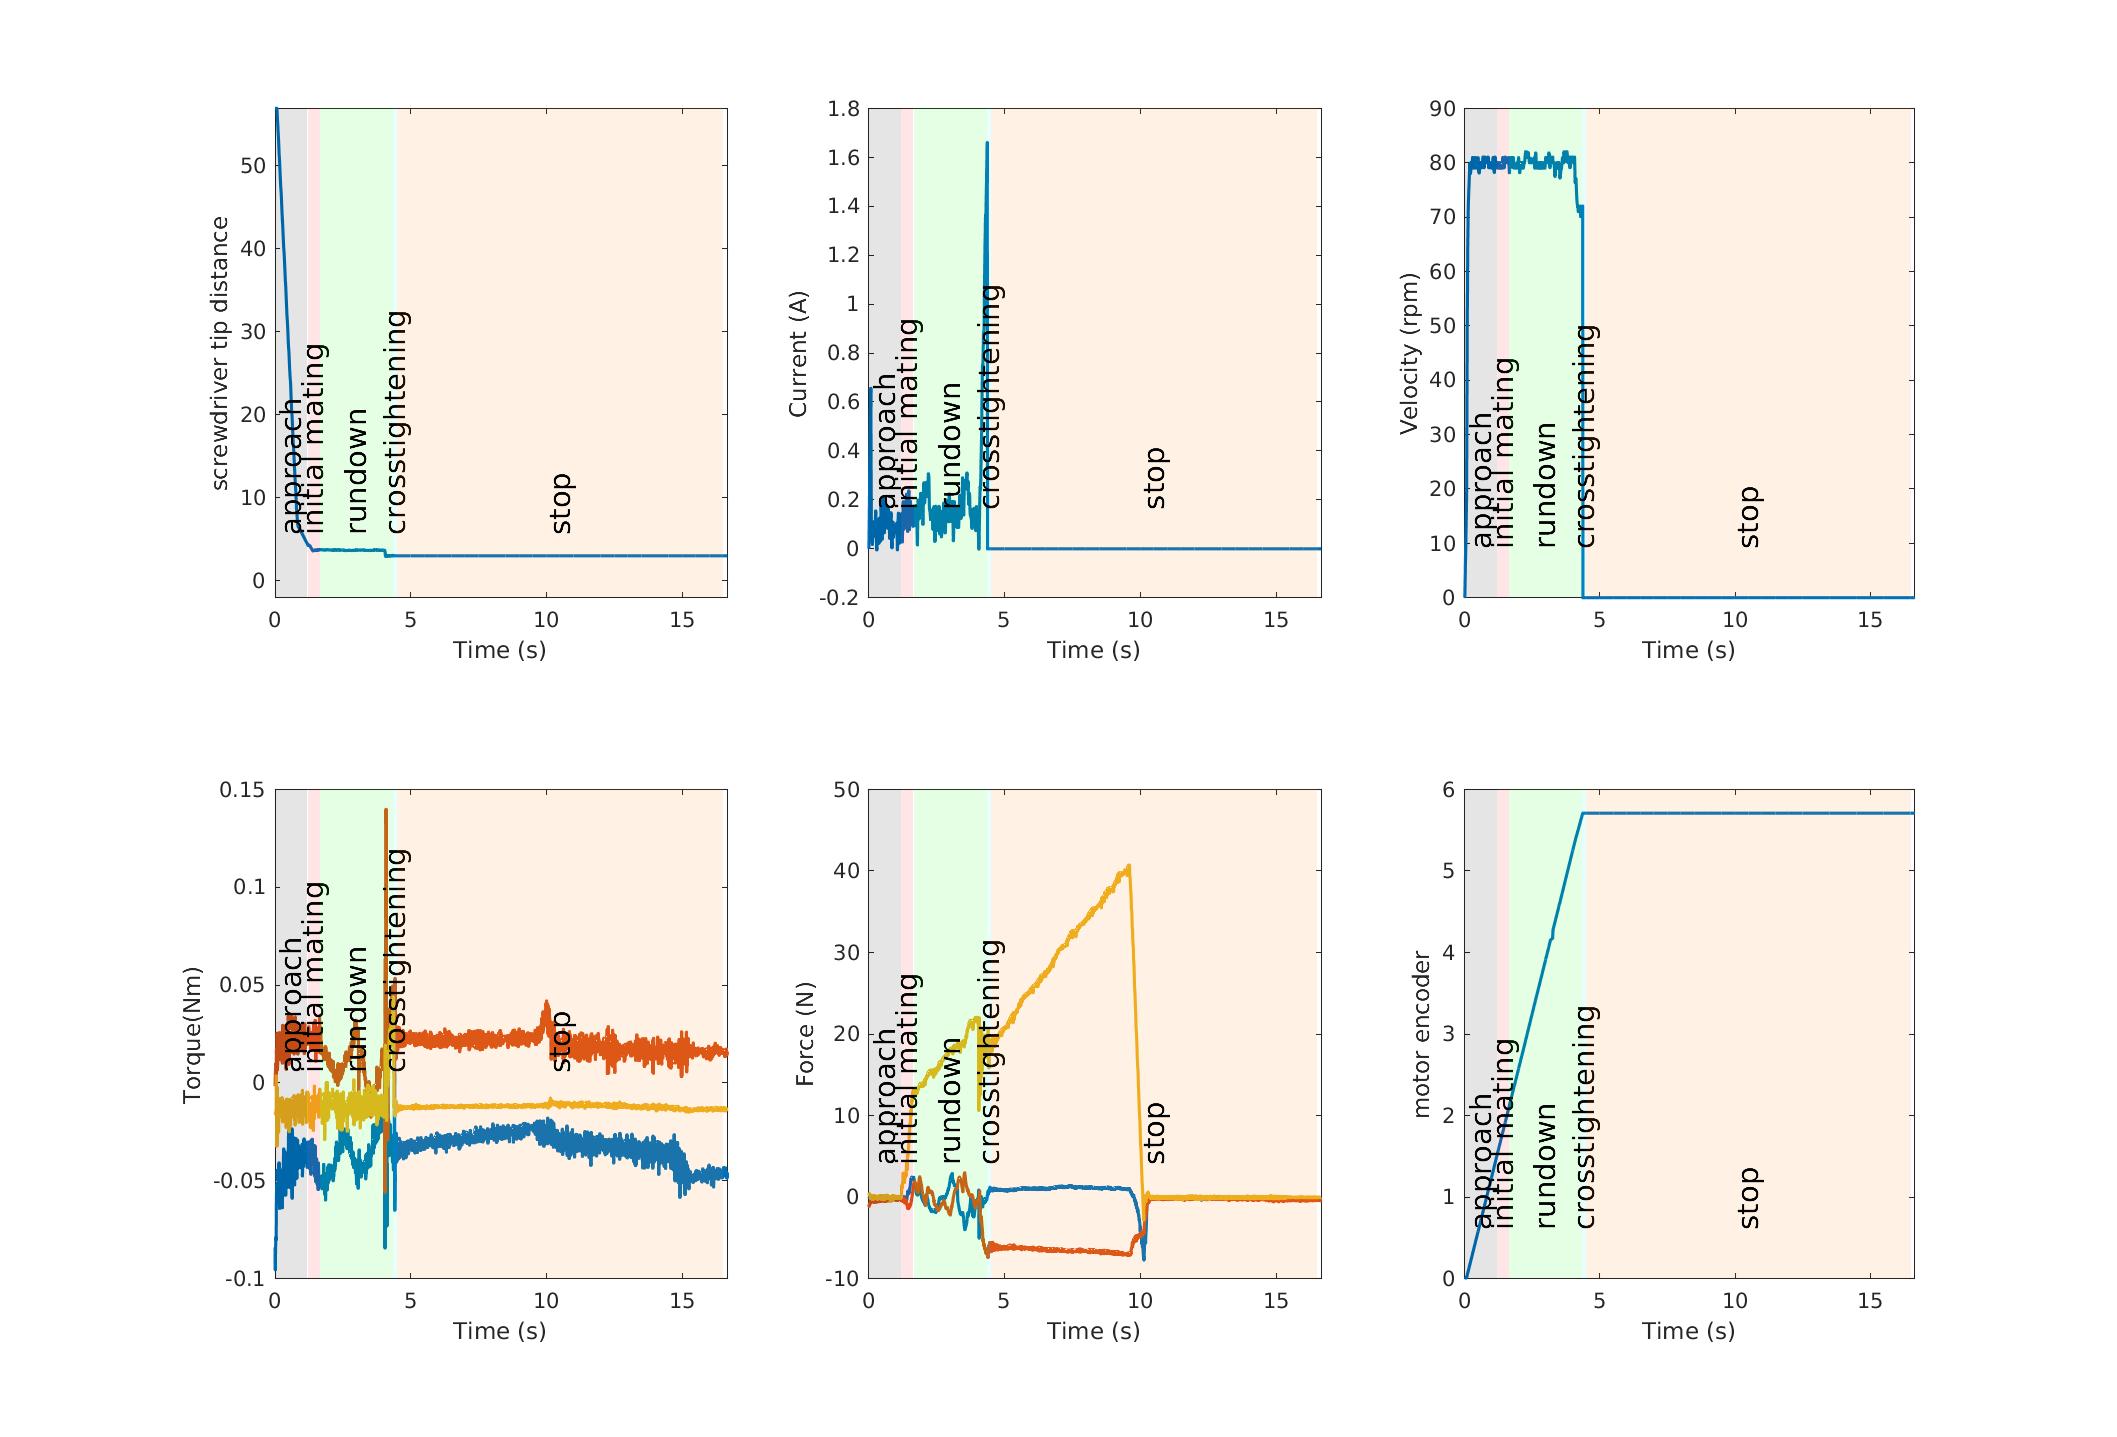 screwdriver tip distance
50
40
30
20
10
0
approach
initial mating
rundown
crosstightening
stop
0 5 10 15
Time (s)
Current (A)
1.8
1.6
1.4
1.2
1
0.8
0.6
0.4
0.2
0
-0.2
approach
initial mating
rundown
crosstightening
stop
0 5 10 15
Time (s)
Velocity (rpm)
90
80
70
60
50
40
30
20
10
0
approach
initial mating
rundown
crosstightening
stop
0 5 10 15
Time (s)
Torque(Nm)
0.15
0.1
0.05
0
-0.05
-0.1
approach
initial mating
rundown
crosstightening
stop
0 5 10 15
Time (s)
Force (N)
50
40
30
20
10
0
-10
approach
initial mating
rundown
crosstightening
stop
0 5 10 15
Time (s)
motor encoder
6
5
4
3
2
1
0
approach
initial mating
rundown
crosstightening
stop
0 5 10 15
Time (s)